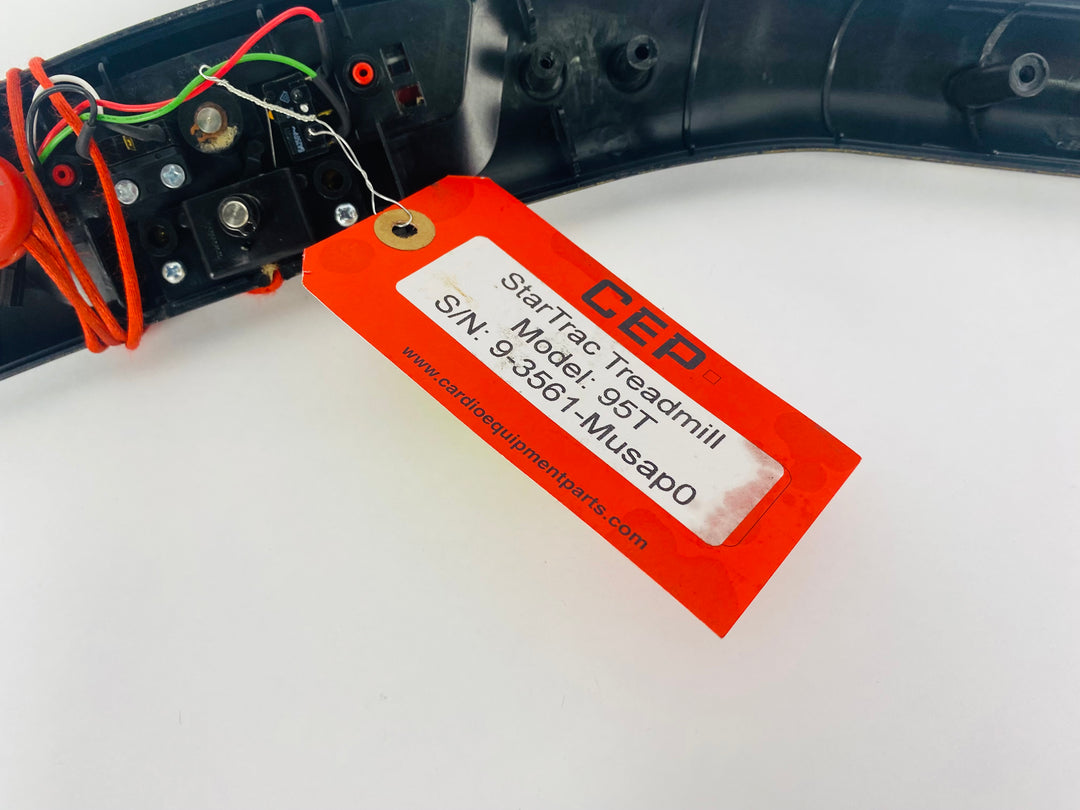 CEP
StarTrac Treadmill
Model: 95T
S/N: 9-3561-Musap0
www.cardioequipmentparts.com